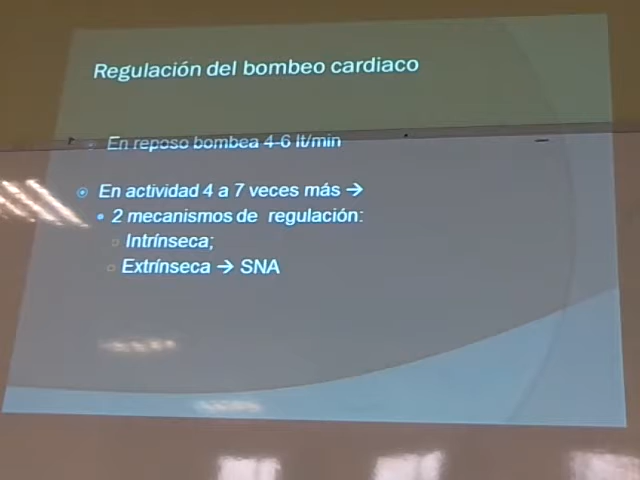 Regulación del bombeo cardiaco
En reposo bombea 4-6 lt/min
En actividad 4 a 7 veces más →
2 mecanismos de regulación:
Intrínseca;
Extrínseca → SNA